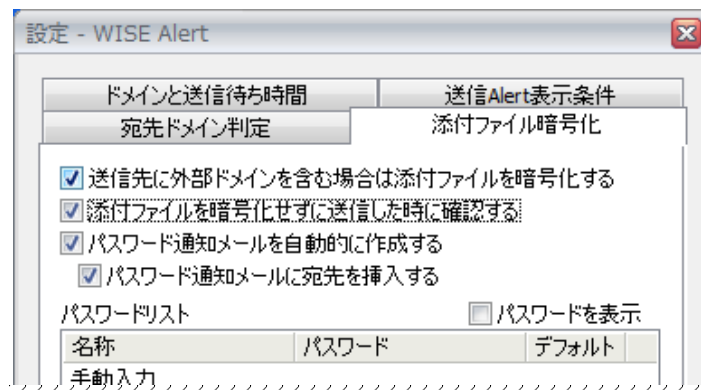 設定 - WISE Alert
ドメインと送信待ち時間 送信Alert表示条件
宛先ドメイン判定 添付ファイル暗号化
送信先に外部ドメインを含む場合は添付ファイルを暗号化する
添付ファイルを暗号化せずに送信した時に確認する
パスワード通知メールを自動的に作成する
パスワード通知メールに宛先を挿入する
パスワードリスト パスワードを表示
名称 パスワード デフォルト
手動入力